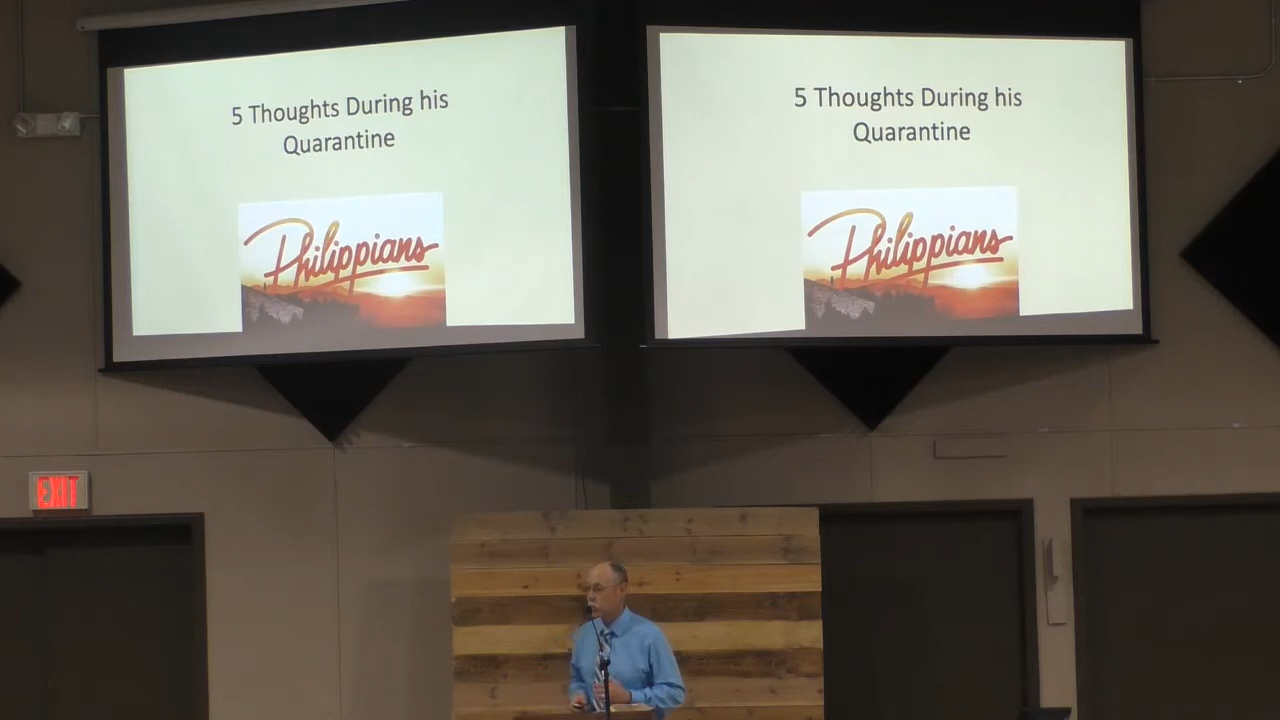 5 Thoughts During his
Quarantine
Philippians
5 Thoughts During his
Quarantine
Philippians
EXIT